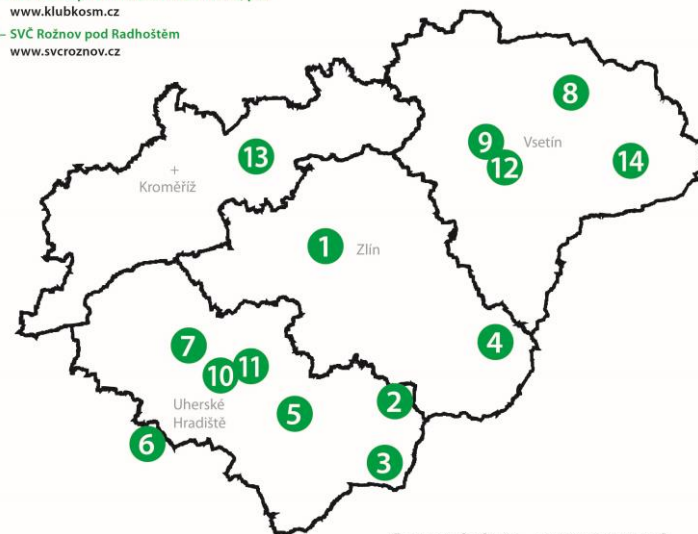 www.klubkosm.cz
– SVČ Rožnov pod Radhoštěm
www.svcroznov.cz
8
9
Vsetín
12
14
13
+
Kroměříž
1
Zlín
7
4
10
11
2
Uherské
Hradiště
5
6
3